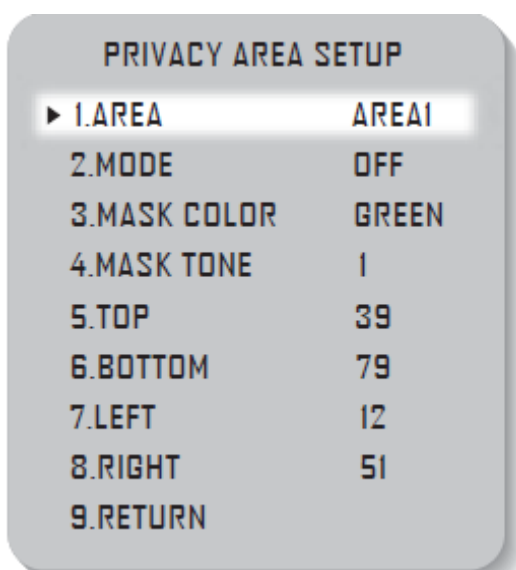 PRIVACY AREA SETUP
▶ 1.AREA AREA1
2.MODE OFF
3.MASK COLOR GREEN
4.MASK TONE 1
5.TOP 39
6.BOTTOM 79
7.LEFT 12
8.RIGHT 51
9.RETURN